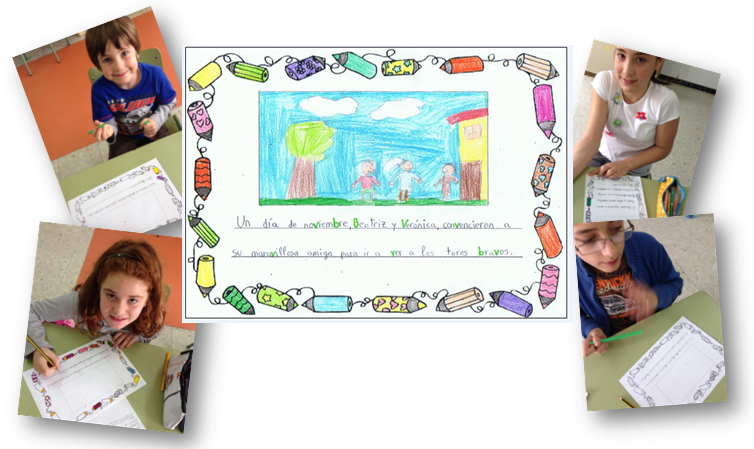 Un día de noviembre, Beatriz y Verónica, convencieron a
su maravillosa amiga para ir a ver a los toros bravos.